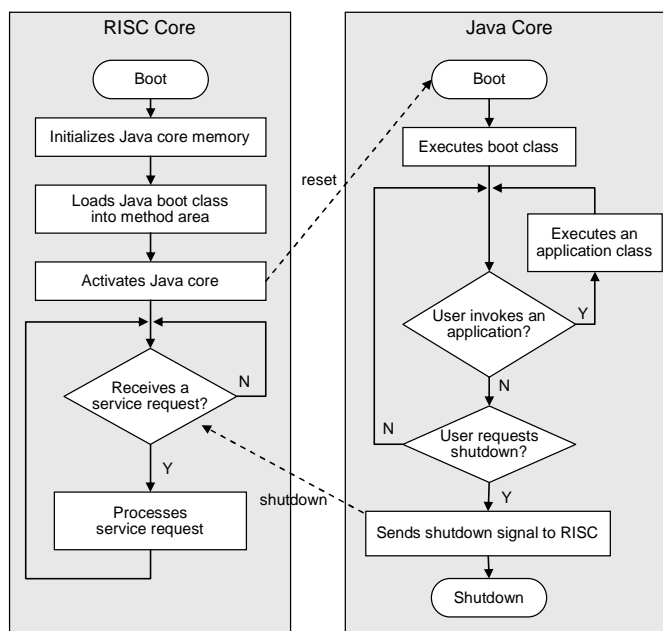 RISC Core
Boot
Initializes Java core memory
Loads Java boot class
into method area
Activates Java core
Receives a
service request?
N
Y
Processes
service request
reset
shutdown
Java Core
Boot
Executes boot class
Executes an
application class
User invokes an
application?
Y
N
User requests
shutdown?
N
Y
Sends shutdown signal to RISC
Shutdown